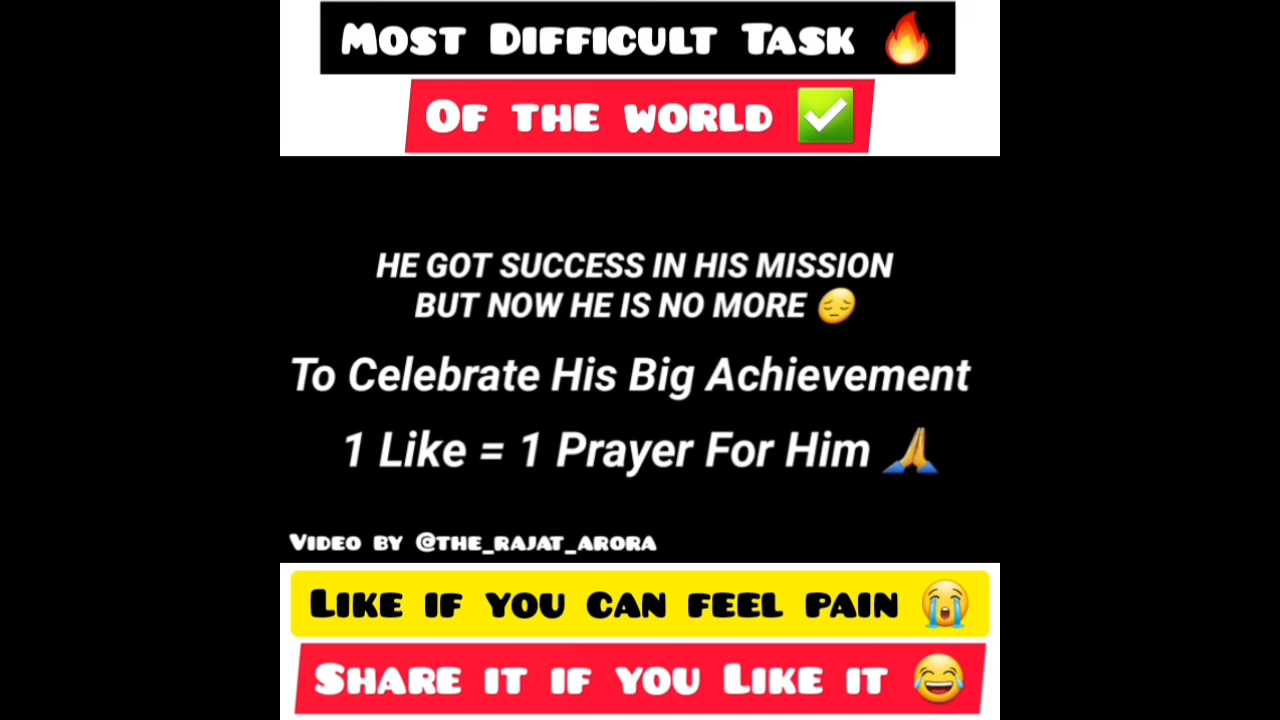 Most Difficult Task 🔥
Of the world ✅
HE GOT SUCCESS IN HIS MISSION
BUT NOW HE IS NO MORE 😔
To Celebrate His Big Achievement
1 Like = 1 Prayer For Him 🙏
Video by @the_rajat_arora
Like if you can feel pain 😭
Share it if you Like it 😂